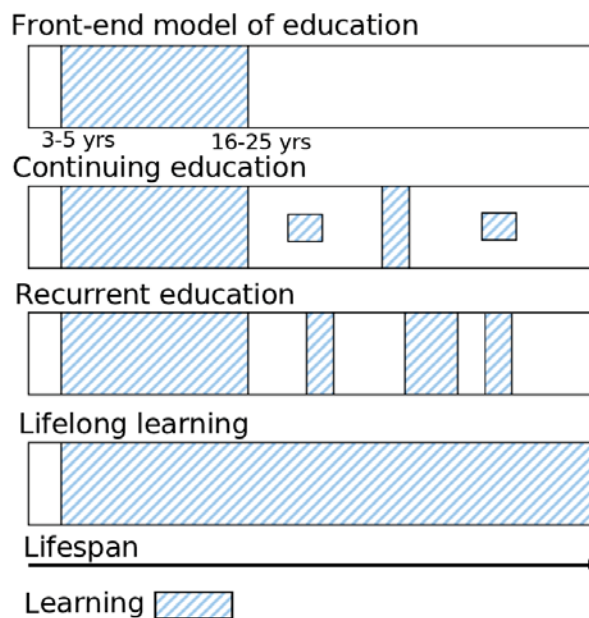 Front-end model of education
3-5 yrs 16-25 yrs
Continuing education
Recurrent education
Lifelong learning
Lifespan
Learning